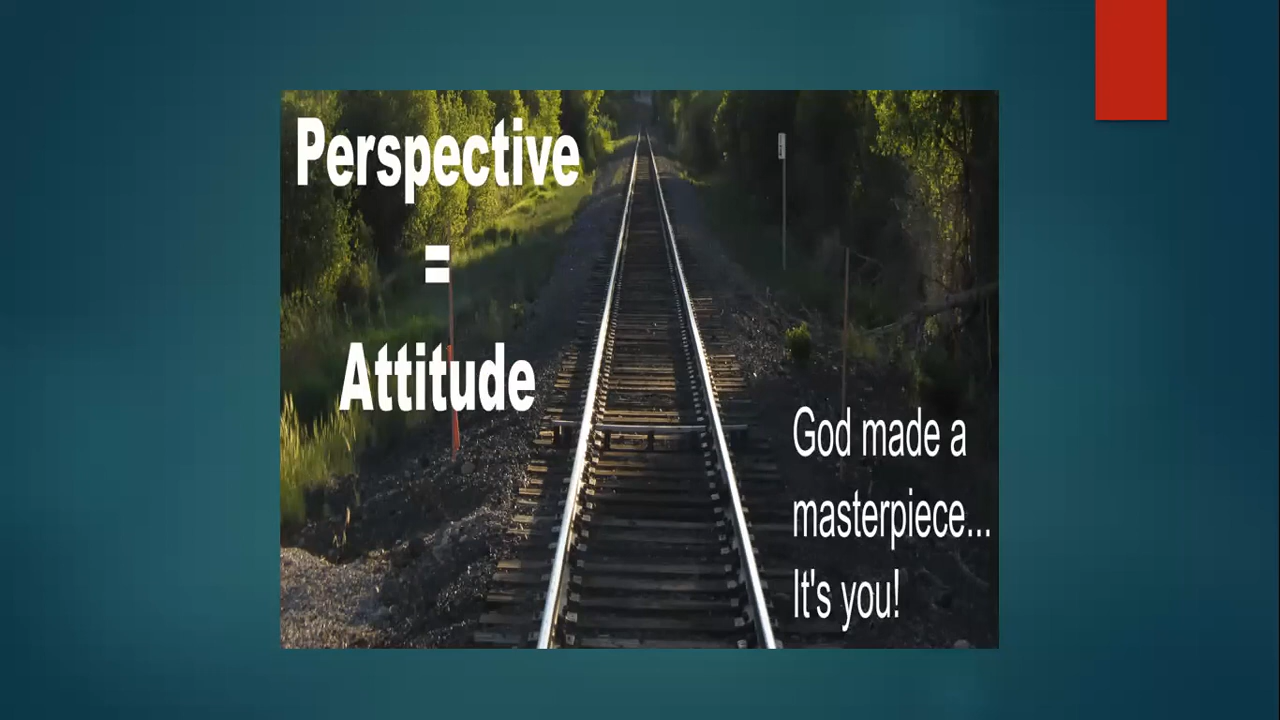 Perspective
=
Attitude
God made a
masterpiece...
It's you!